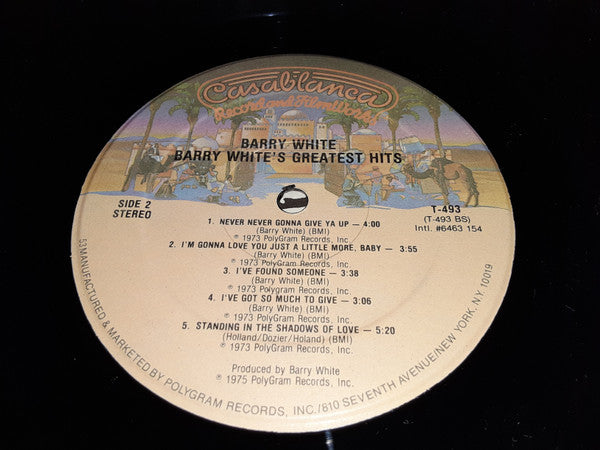 Casablanca
Record and FilmWorks
BARRY WHITE
BARRY WHITE'S GREATEST HITS
SIDE 2
STEREO
T-493
(T-493 BS)
Intl. #6463 154
1. NEVER NEVER GONNA GIVE YA UP — 4:00
(Barry White) (BMI)
℗ 1973 PolyGram Records, Inc.
2. I'M GONNA LOVE YOU JUST A LITTLE MORE, BABY — 3:55
(Barry White) (BMI)
℗ 1973 PolyGram Records, Inc.
3. I'VE FOUND SOMEONE — 3:38
(Barry White) (BMI)
℗ 1973 Polygram Records, Inc.
4. I'VE GOT SO MUCH TO GIVE — 3:06
(Barry White) (BMI)
℗ 1973 PolyGram Records, Inc.
5. STANDING IN THE SHADOWS OF LOVE — 5:20
(Holland/Dozier/Holand) (BMI)
℗ 1973 PolyGram Records, Inc.
Produced by Barry White
℗ 1975 PolyGram Records, Inc.
53 MANUFACTURED & MARKETED BY POLYGRAM RECORDS, INC./810 SEVENTH AVENUE/NEW YORK, NY 10019